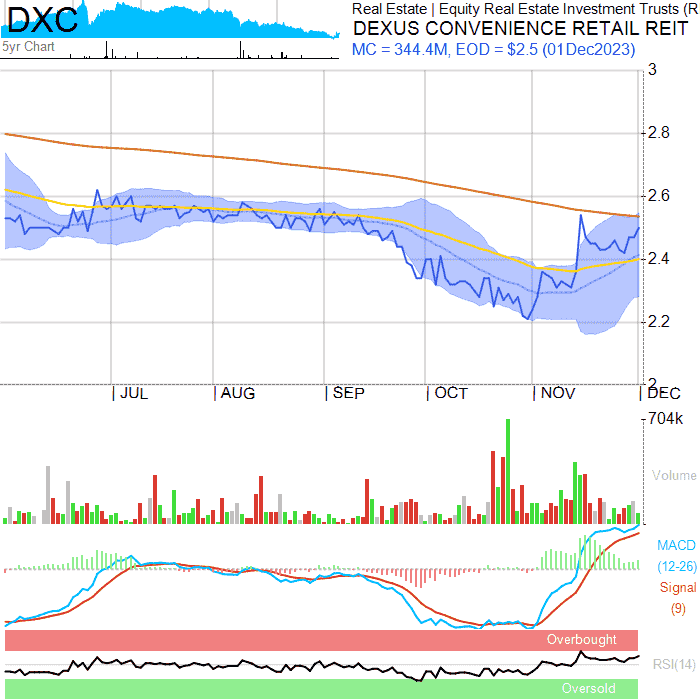 DXC
Real Estate | Equity Real Estate Investment Trusts (R
DEXUS CONVENIENCE RETAIL REIT
5yr Chart
MC = 344.4M, EOD = $2.5 (01Dec2023)
3
2.8
2.6
2.4
2.2
2
JUL
AUG
SEP
OCT
NOV
DEC
704k
Volume
MACD
(12-26)
Signal
(9)
Overbought
RSI(14)
Oversold